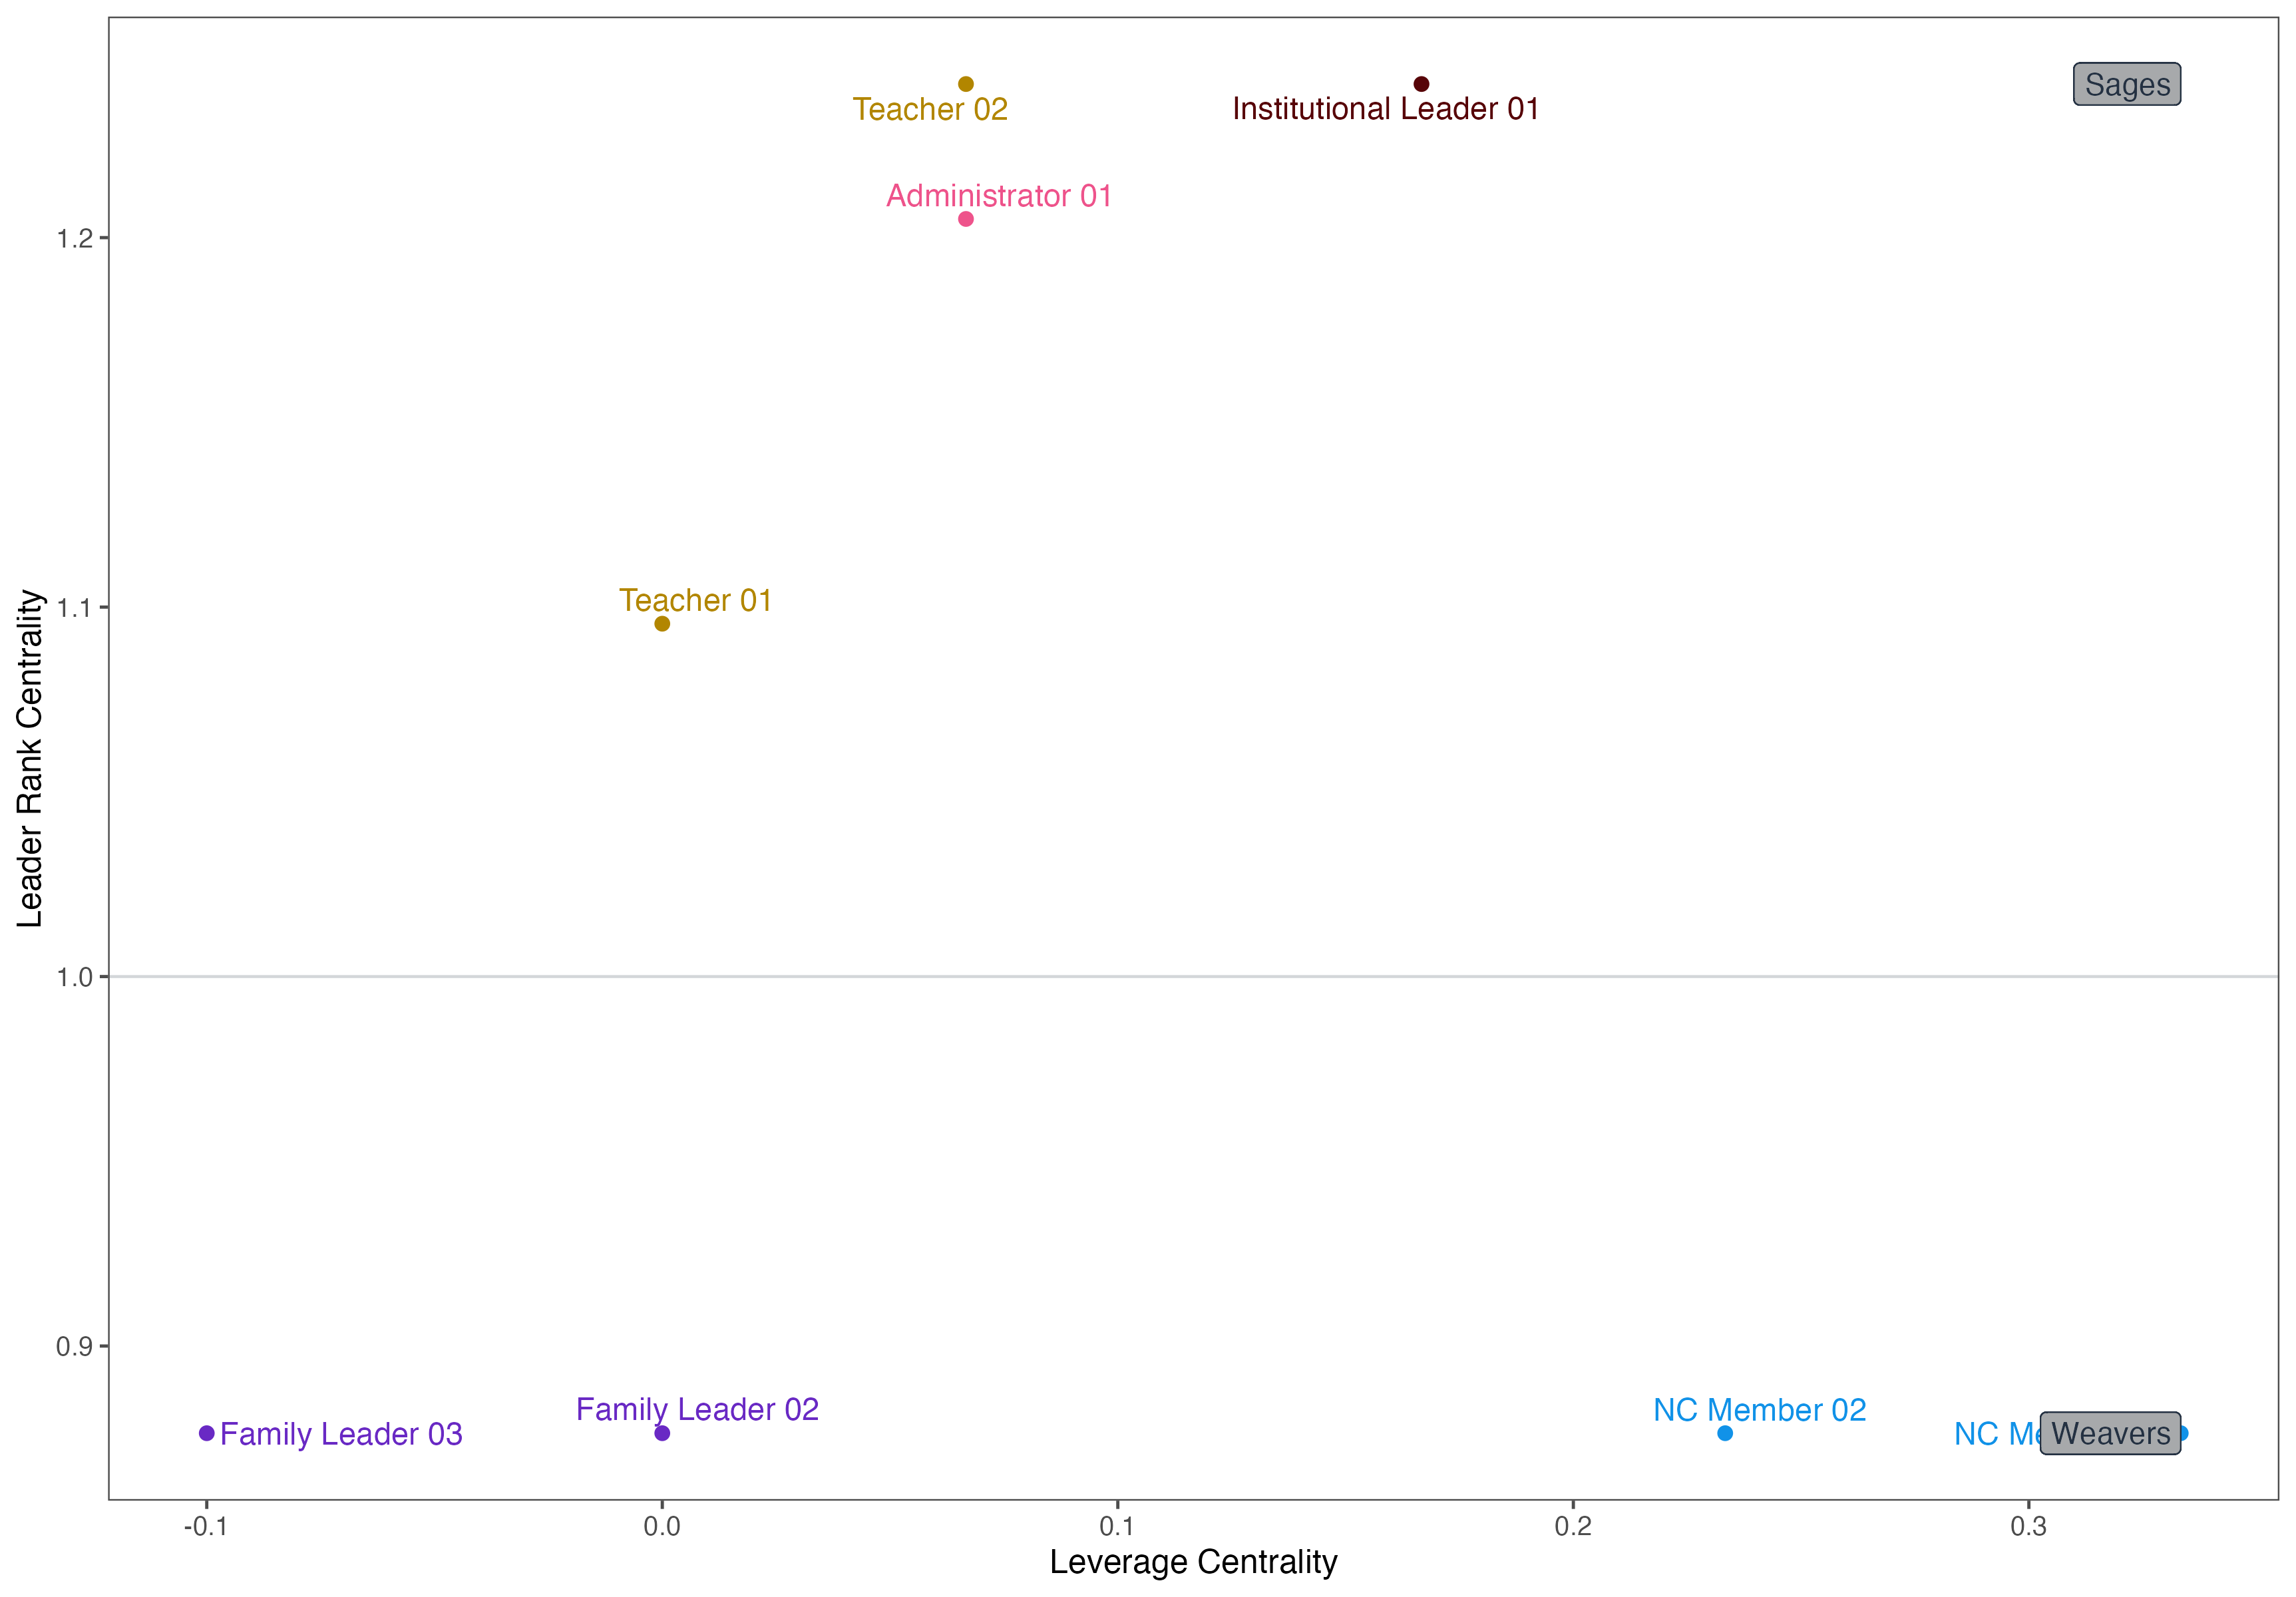 Teacher 02
Institutional Leader 01
Sages
Administrator 01
1.2
Teacher 01
1.1
Leader Rank Centrality
1.0
0.9
Family Leader 02
NC Member 02
Family Leader 03
NC
Weavers
-0.1
0.0
0.1
0.2
0.3
Leverage Centrality